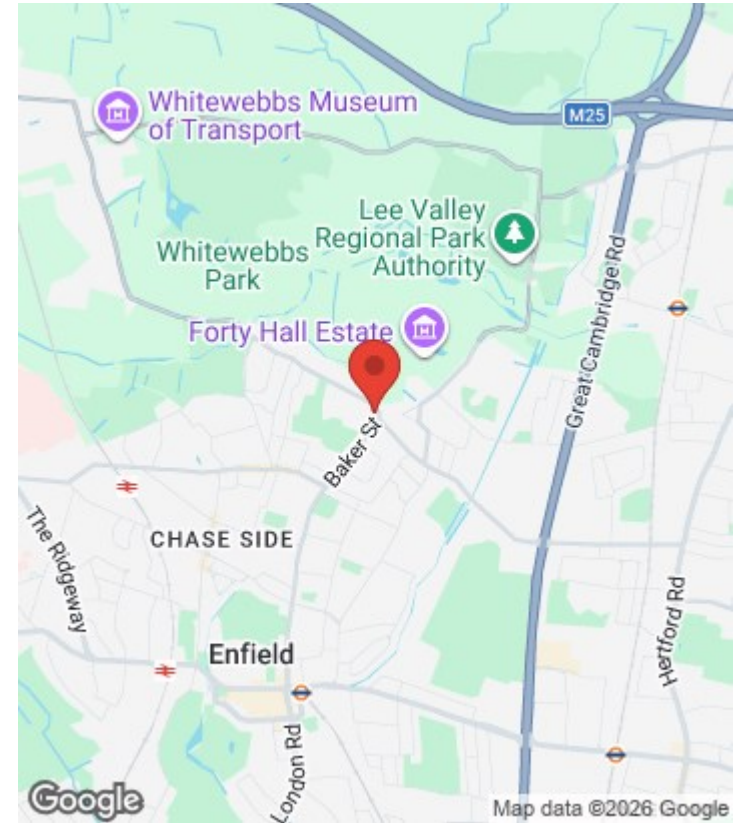 Whitewebbs Museum
of Transport
M25
Lee Valley
Regional Park
Authority
Whitewebbs
Park
Great Cambridge Rd
Forty Hall Estate
Baker St
The Ridgeway
CHASE SIDE
Hertford Rd
Enfield
London Rd
Google
Map data ©2026 Google